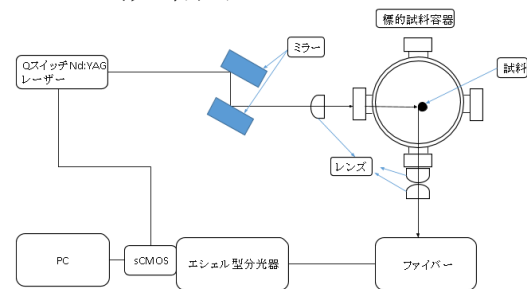 標的試料容器
ミラー
QスイッチNd:YAG
レーザー
試料
レンズ
PC
sCMOS
エシェル型分光器
ファイバー